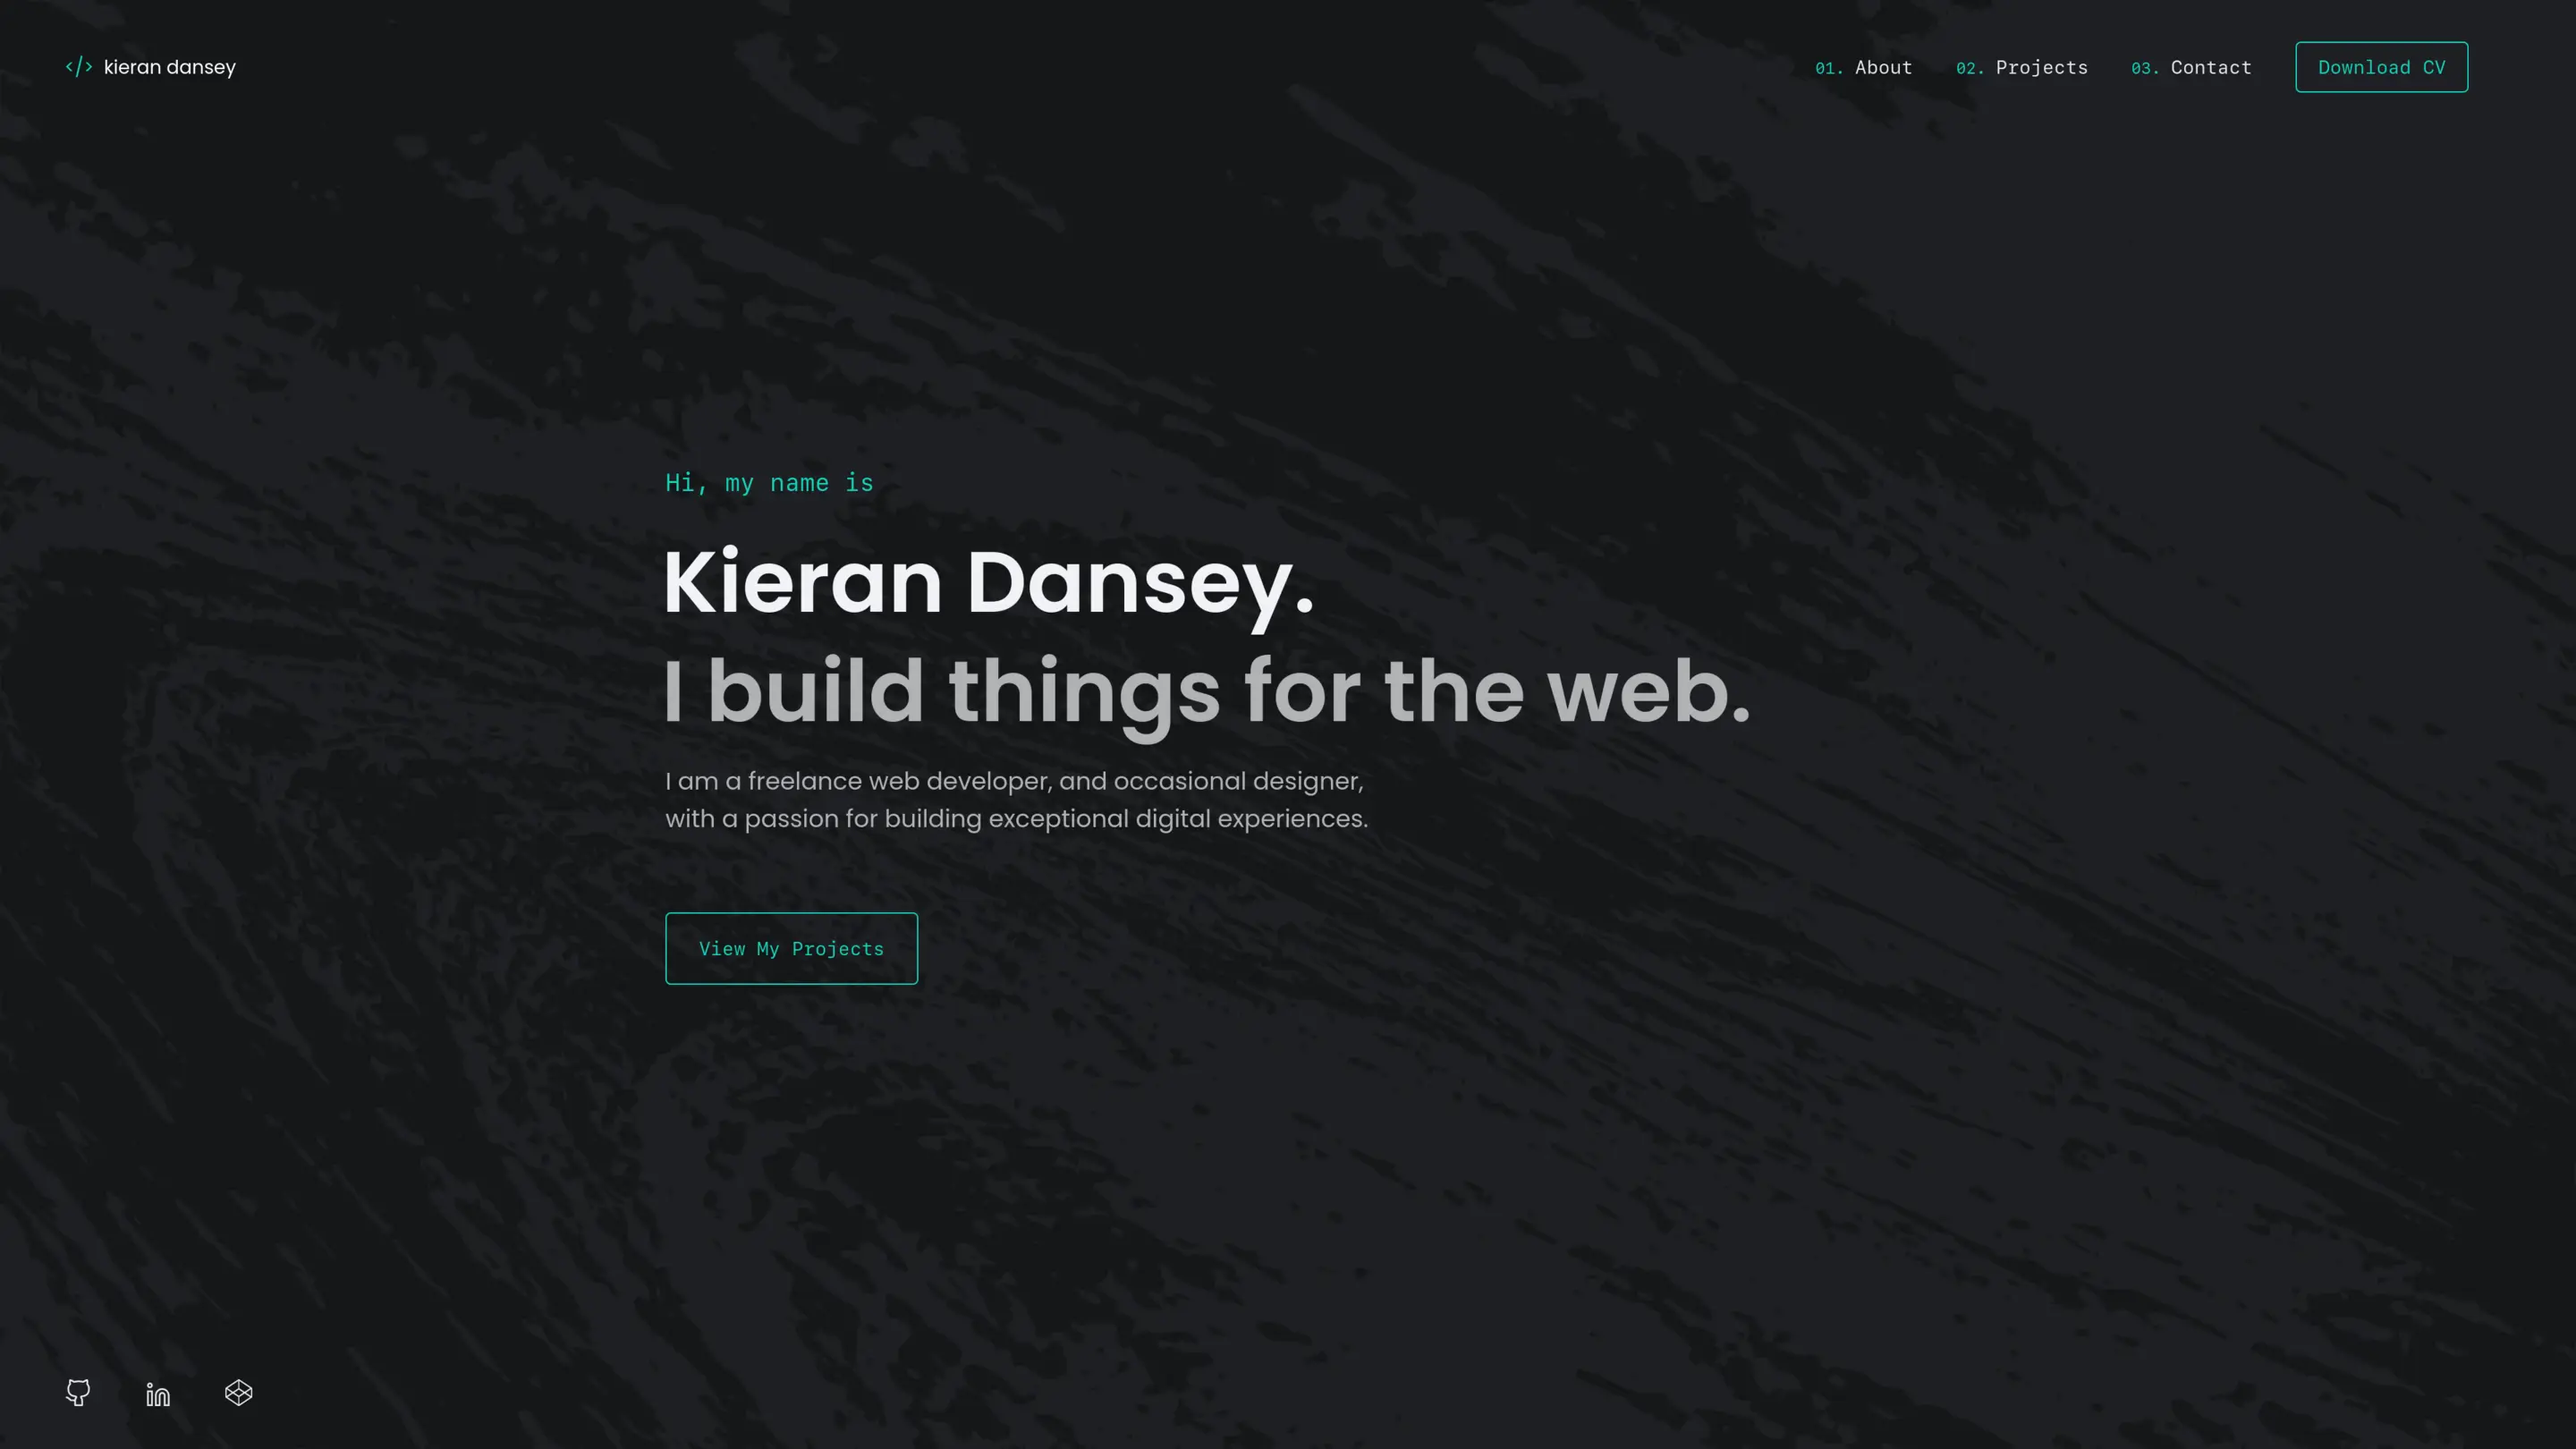 </> kieran dansey
01. About 02. Projects 03. Contact Download CV
Hi, my name is
Kieran Dansey.
I build things for the web.
I am a freelance web developer, and occasional designer,
with a passion for building exceptional digital experiences.
View My Projects
in